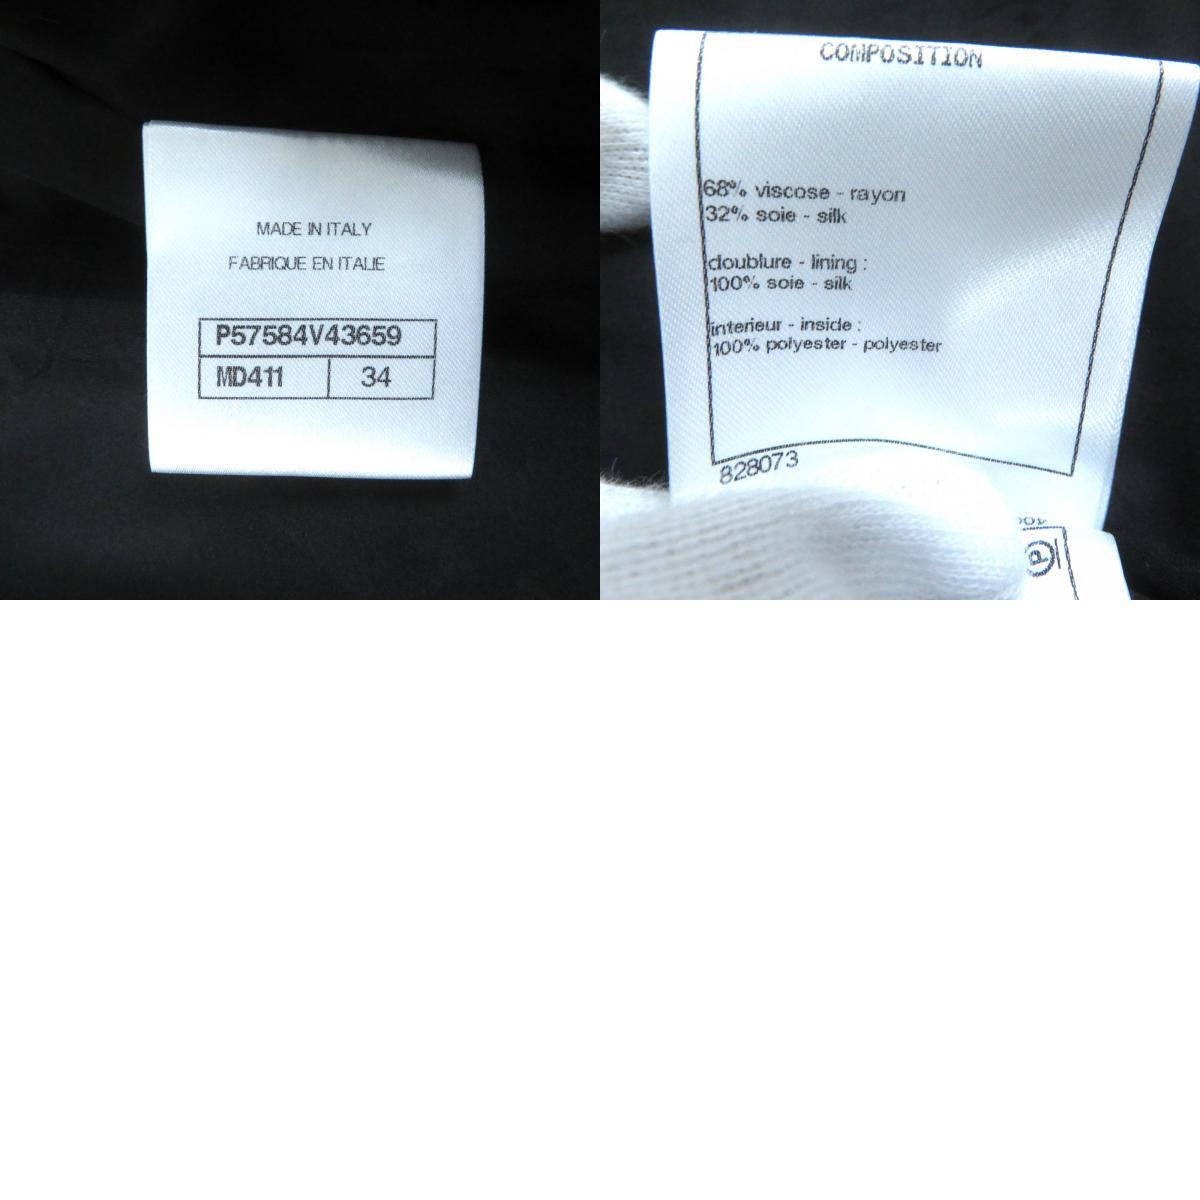 MADE IN ITALY
FABRIQUE EN ITALIE
P57584V43659
MD411 34
COMPOSITION
68% viscose - rayon
32% soie - silk
doublure - lining :
100% soie - silk
interieur - inside :
100% polyester - polyester
828073
P